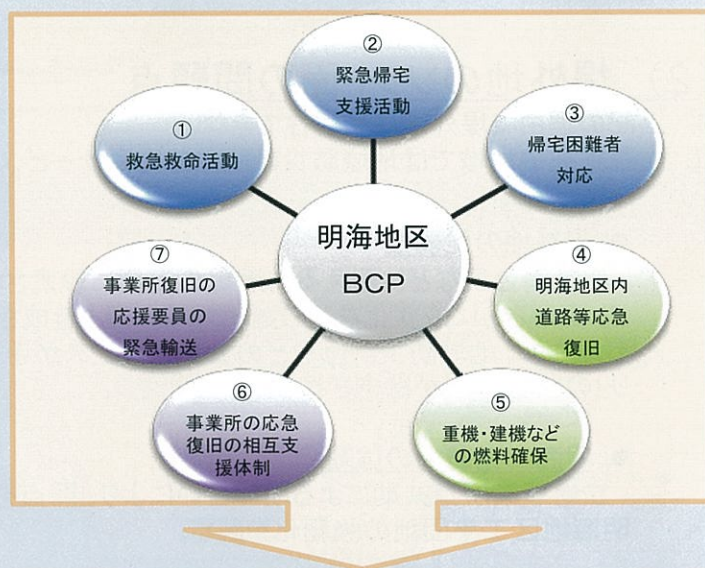 ①
救急救命活動
②
緊急帰宅
支援活動
③
帰宅困難者
対応
明海地区
BCP
④
明海地区内
道路等応急
復旧
⑤
重機・建機など
の燃料確保
⑥
事業所の応急
復旧の相互支
援体制
⑦
事業所復旧の
応援要員の
緊急輸送